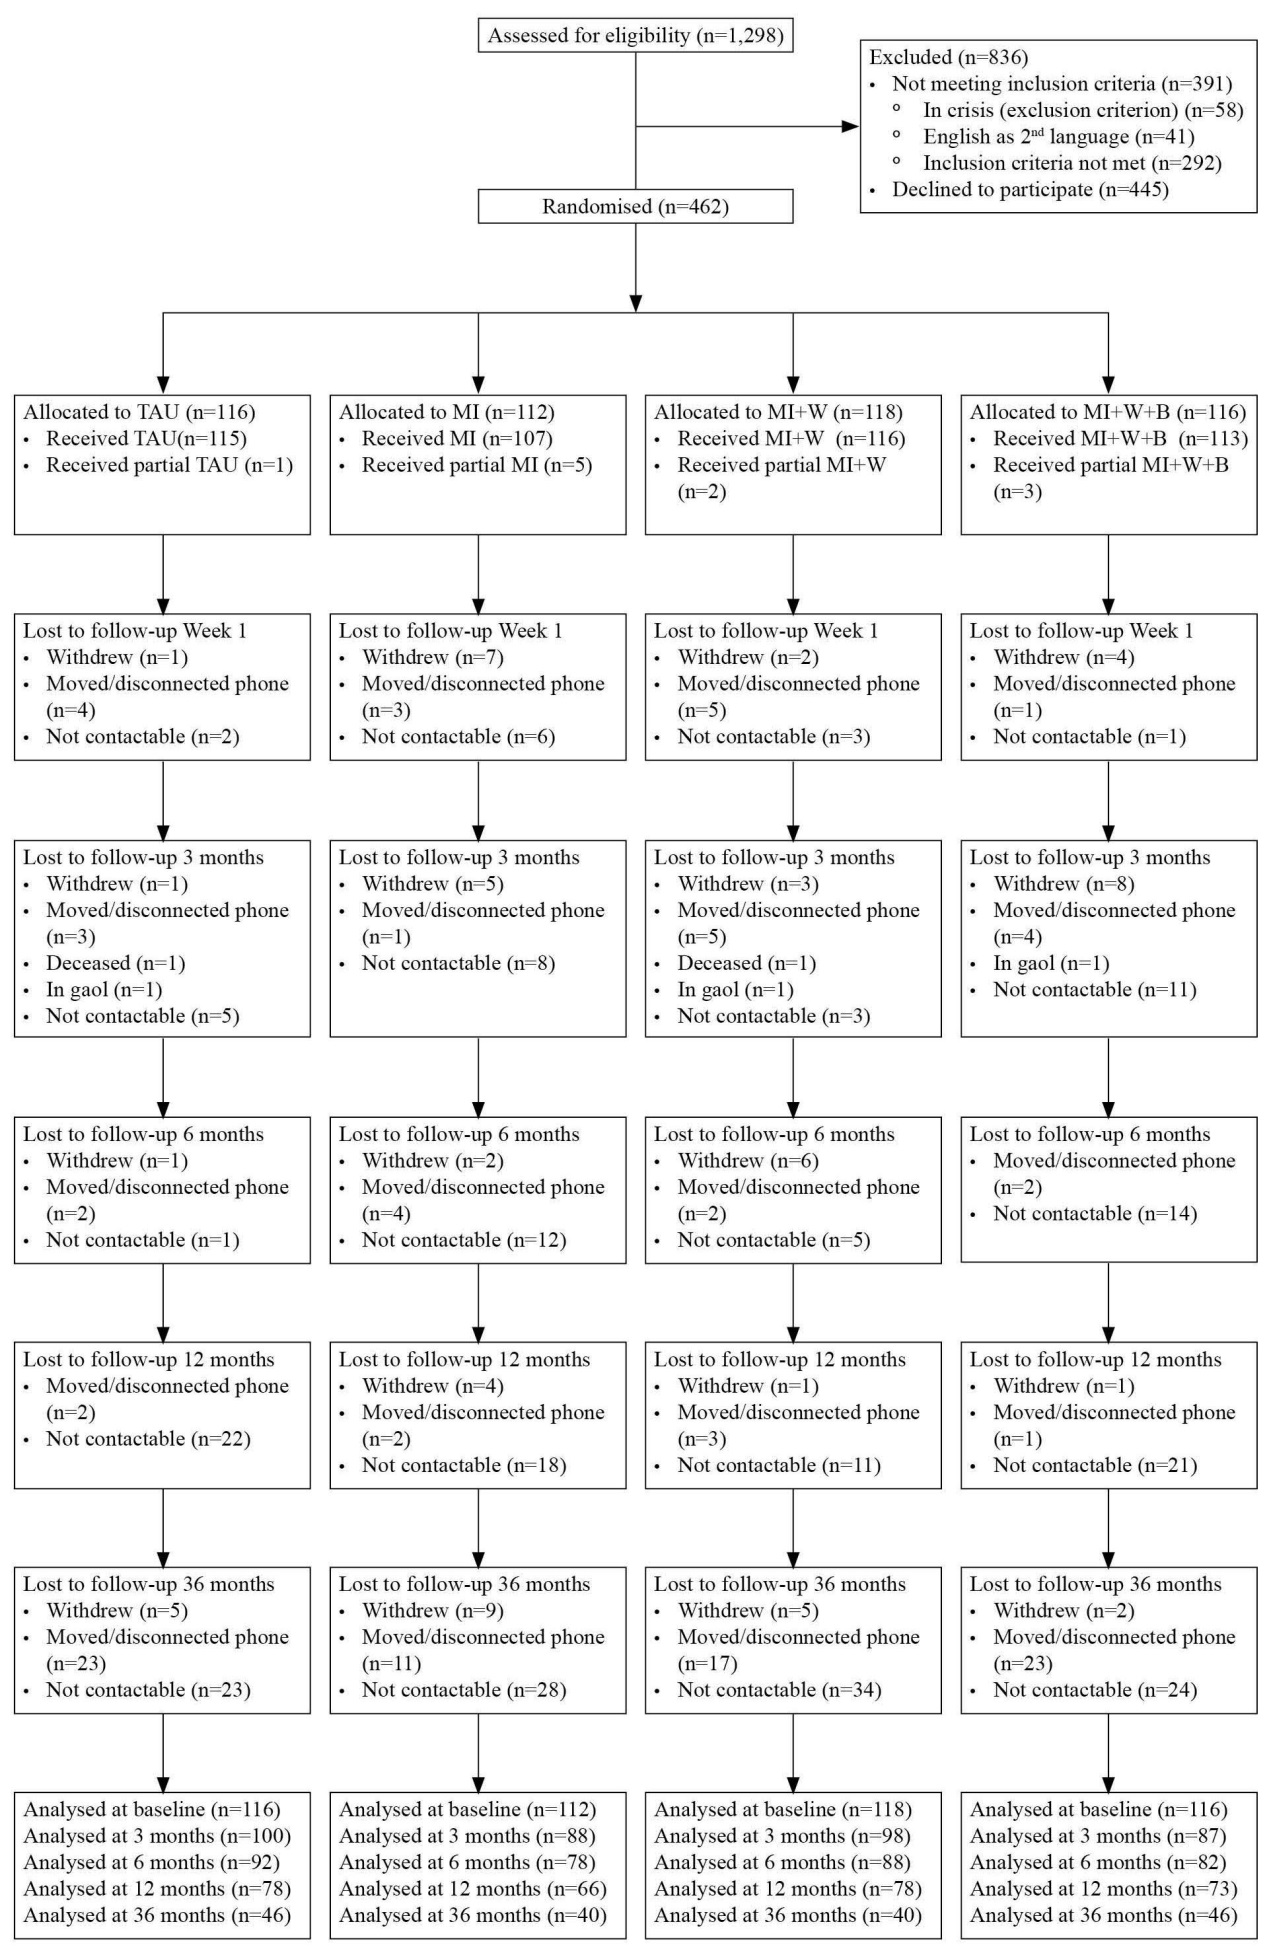 Assessed for eligibility (n=1,298)
Excluded (n=836)
• Not meeting inclusion criteria (n=391)
o In crisis (exclusion criterion) (n=58)
o English as 2nd language (n=41)
o Inclusion criteria not met (n=292)
• Declined to participate (n=445)
Randomised (n=462)
Allocated to TAU (n=116)
• Received TAU(n=115)
• Received partial TAU (n=1)
Allocated to MI (n=112)
• Received MI (n=107)
• Received partial MI (n=5)
Allocated to MI+W (n=118)
• Received MI+W (n=116)
• Received partial MI+W
(n=2)
Allocated to MI+W+B (n=116)
• Received MI+W+B (n=113)
• Received partial MI+W+B
(n=3)
Lost to follow-up Week 1
• Withdrew (n=1)
• Moved/disconnected phone
(n=4)
• Not contactable (n=2)
Lost to follow-up Week 1
• Withdrew (n=7)
• Moved/disconnected phone
(n=3)
• Not contactable (n=6)
Lost to follow-up Week 1
• Withdrew (n=2)
• Moved/disconnected phone
(n=5)
• Not contactable (n=3)
Lost to follow-up Week 1
• Withdrew (n=4)
• Moved/disconnected phone
(n=1)
• Not contactable (n=1)
Lost to follow-up 3 months
• Withdrew (n=1)
• Moved/disconnected phone
(n=3)
• Deceased (n=1)
• In gaol (n=1)
• Not contactable (n=5)
Lost to follow-up 3 months
• Withdrew (n=5)
• Moved/disconnected phone
(n=1)
• Not contactable (n=8)
Lost to follow-up 3 months
• Withdrew (n=3)
• Moved/disconnected phone
(n=5)
• Deceased (n=1)
• In gaol (n=1)
• Not contactable (n=3)
Lost to follow-up 3 months
• Withdrew (n=8)
• Moved/disconnected phone
(n=4)
• In gaol (n=1)
• Not contactable (n=11)
Lost to follow-up 6 months
• Withdrew (n=1)
• Moved/disconnected phone
(n=2)
• Not contactable (n=1)
Lost to follow-up 6 months
• Withdrew (n=2)
• Moved/disconnected phone
(n=4)
• Not contactable (n=12)
Lost to follow-up 6 months
• Withdrew (n=6)
• Moved/disconnected phone
(n=2)
• Not contactable (n=5)
Lost to follow-up 6 months
• Moved/disconnected phone
(n=2)
• Not contactable (n=14)
Lost to follow-up 12 months
• Moved/disconnected phone
(n=2)
• Not contactable (n=22)
Lost to follow-up 12 months
• Withdrew (n=4)
• Moved/disconnected phone
(n=2)
• Not contactable (n=18)
Lost to follow-up 12 months
• Withdrew (n=1)
• Moved/disconnected phone
(n=3)
• Not contactable (n=11)
Lost to follow-up 12 months
• Withdrew (n=1)
• Moved/disconnected phone
(n=1)
• Not contactable (n=21)
Lost to follow-up 36 months
• Withdrew (n=5)
• Moved/disconnected phone
(n=23)
• Not contactable (n=23)
Lost to follow-up 36 months
• Withdrew (n=9)
• Moved/disconnected phone
(n=11)
• Not contactable (n=28)
Lost to follow-up 36 months
• Withdrew (n=5)
• Moved/disconnected phone
(n=17)
• Not contactable (n=34)
Lost to follow-up 36 months
• Withdrew (n=2)
• Moved/disconnected phone
(n=23)
• Not contactable (n=24)
Analysed at baseline (n=116)
Analysed at 3 months (n=100)
Analysed at 6 months (n=92)
Analysed at 12 months (n=78)
Analysed at 36 months (n=46)
Analysed at baseline (n=112)
Analysed at 3 months (n=88)
Analysed at 6 months (n=78)
Analysed at 12 months (n=66)
Analysed at 36 months (n=40)
Analysed at baseline (n=118)
Analysed at 3 months (n=98)
Analysed at 6 months (n=88)
Analysed at 12 months (n=78)
Analysed at 36 months (n=40)
Analysed at baseline (n=116)
Analysed at 3 months (n=87)
Analysed at 6 months (n=82)
Analysed at 12 months (n=73)
Analysed at 36 months (n=46)